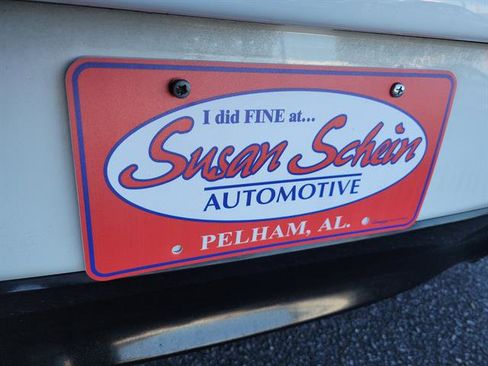 I did FINE at...
Susan Schein
AUTOMOTIVE
PELHAM, AL.